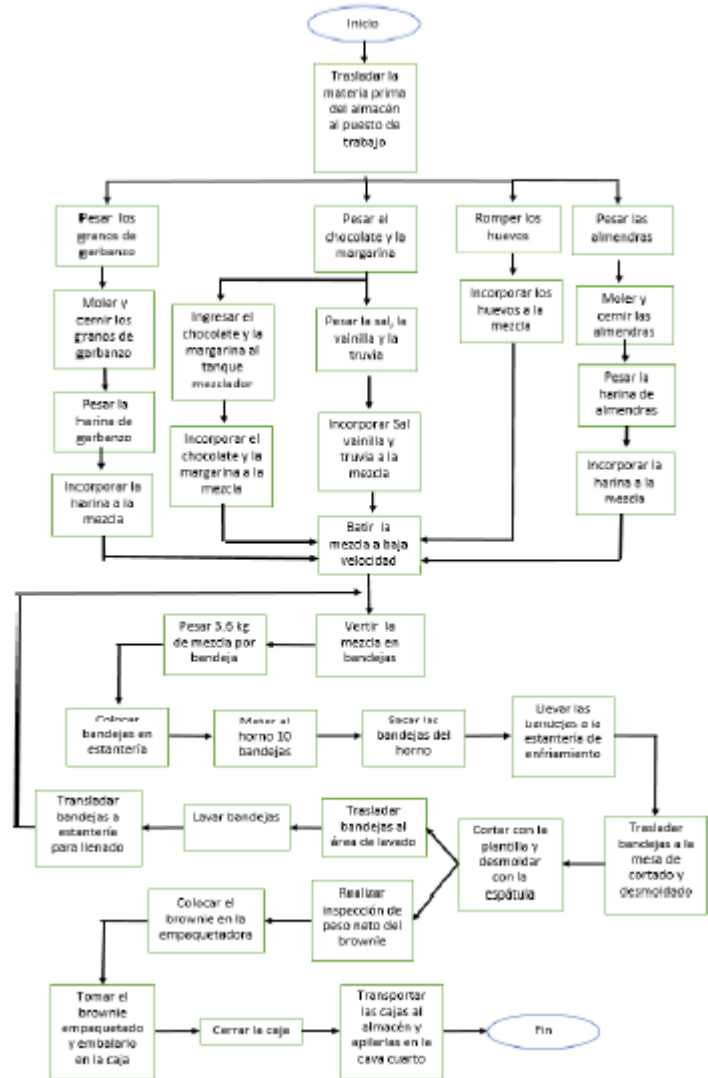 Inicio
Trasladar la
materia prima
del almacén
al puesto de
trabajo
Pesar los
granos de
garbanzo
Pesar el
chocolate y la
margarina
Romper los
huevos
Pesar las
almendras
Moler y
cernir los
granos de
garbanzo
Ingresar el
chocolate y la
margarina al
tanque
mezclador
Pesar la sal, la
vainilla y la
truvia
Incorporar los
huevos a la
mezcla
Moler y
cernir las
almendras
Pesar la
harina de
garbanzo
Incorporar el
chocolate y la
margarina a la
mezcla
Incorporar Sal
vainilla y
truvia a la
mezcla
Pesar la
harina de
almendras
Incorporar la
harina a la
mezcla
Incorporar la
harina a la
mezcla
Batir la
mezcla a baja
velocidad
Pesar 3.6 kg
de mezcla por
bandeja
Vertir la
mezcla en
bandejas
Colocar
bandejas en
estantería
Meter al
horno 10
bandejas
Sacar las
bandejas del
horno
Llevar las
bandejas a la
estantería de
enfriamiento
Transladar
bandejas a
estantería
para llenado
Lavar bandejas
Trasladar
bandejas al
área de lavado
Cortar con la
plantilla y
desmoldar
con la
espátula
Trasladar
bandejas a la
mesa de
cortado y
desmoldado
Colocar el
brownie en la
empaquetadora
Realizar
inspección de
peso neto del
brownie
Tomar el
brownie
empaquetado
y embalarlo
en la caja
Cerrar la caja
Transportar
las cajas al
almacén y
apilarlas en la
cava cuarto
Fin